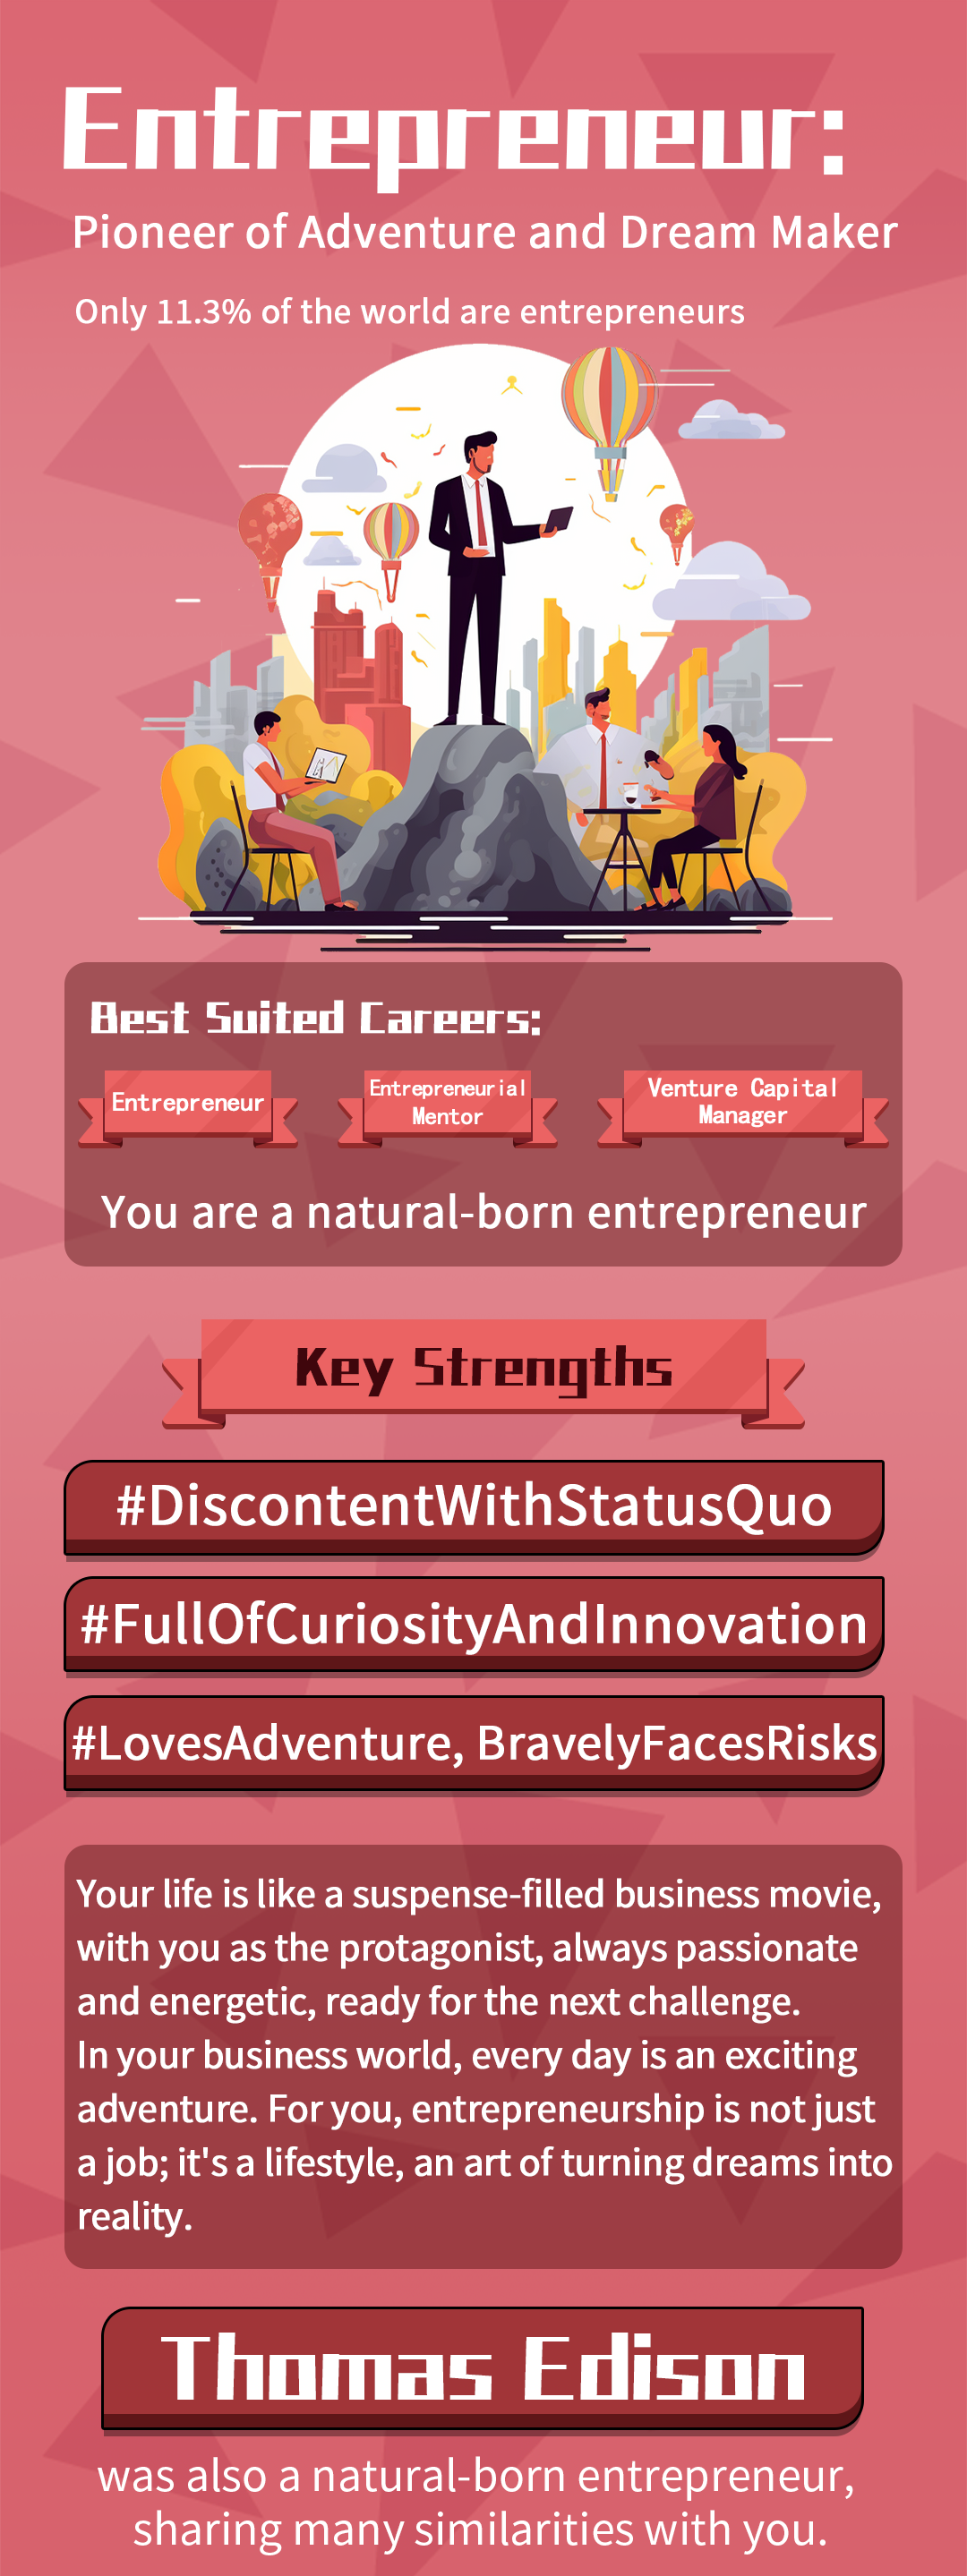 Entrepreneur:
Pioneer of Adventure and Dream Maker
Only 11.3% of the world are entrepreneurs
Best Suited Careers:
Entrepreneur
Entrepreneurial
Mentor
Venture Capital
Manager
You are a natural-born entrepreneur
Key Strengths
#DiscontentWithStatusQuo
#FullOfCuriosityAndInnovation
#LovesAdventure, BravelyFacesRisks
Your life is like a suspense-filled business movie,
with you as the protagonist, always passionate
and energetic, ready for the next challenge.
In your business world, every day is an exciting
adventure. For you, entrepreneurship is not just
a job; it's a lifestyle, an art of turning dreams into
reality.
Thomas Edison
was also a natural-born entrepreneur,
sharing many similarities with you.